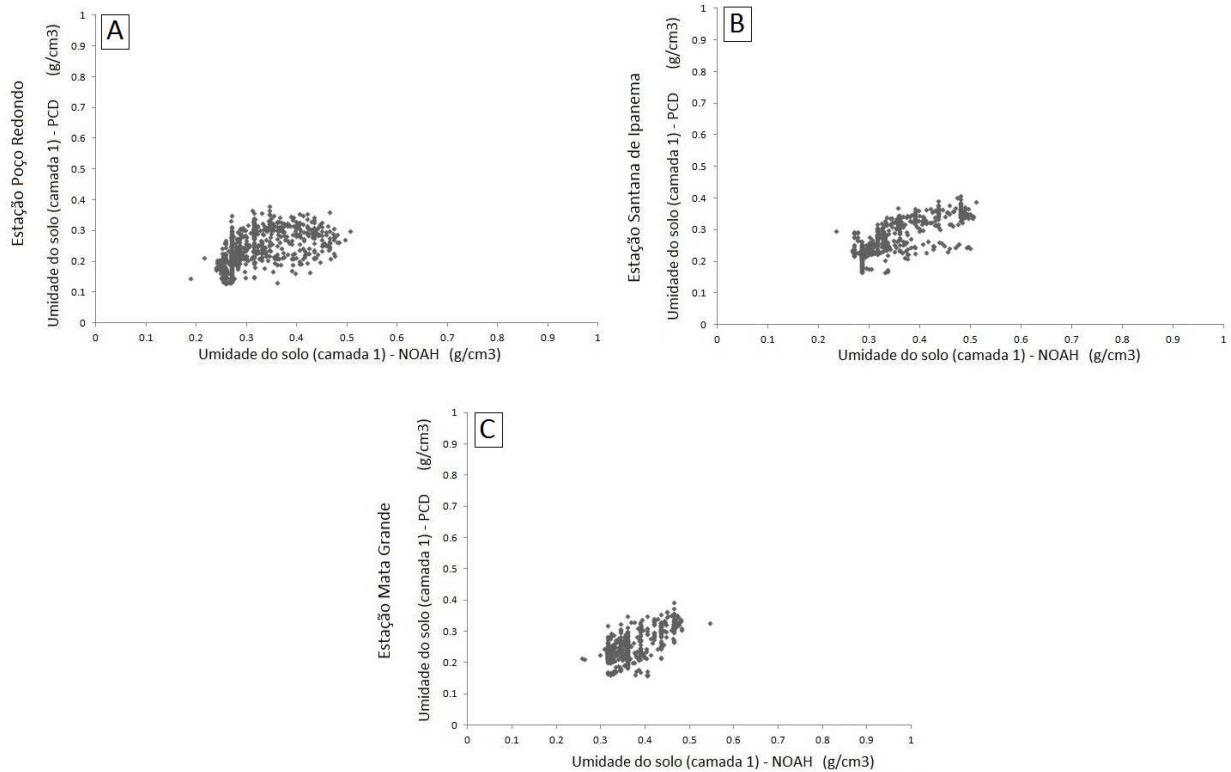 A
Estação Poço Redondo
Umidade do solo (camada 1) - PCD (g/cm3)
1
0.9
0.8
0.7
0.6
0.5
0.4
0.3
0.2
0.1
0
0 0.1 0.2 0.3 0.4 0.5 0.6 0.7 0.8 0.9 1
Umidade do solo (camada 1) - NOAH (g/cm3)
B
Estação Santana de Ipanema
Umidade do solo (camada 1) - PCD (g/cm3)
1
0.9
0.8
0.7
0.6
0.5
0.4
0.3
0.2
0.1
0
0 0.1 0.2 0.3 0.4 0.5 0.6 0.7 0.8 0.9 1
Umidade do solo (camada 1) - NOAH (g/cm3)
C
Estação Mata Grande
Umidade do solo (camada 1) - PCD (g/cm3)
1
0.9
0.8
0.7
0.6
0.5
0.4
0.3
0.2
0.1
0
0 0.1 0.2 0.3 0.4 0.5 0.6 0.7 0.8 0.9 1
Umidade do solo (camada 1) - NOAH (g/cm3)